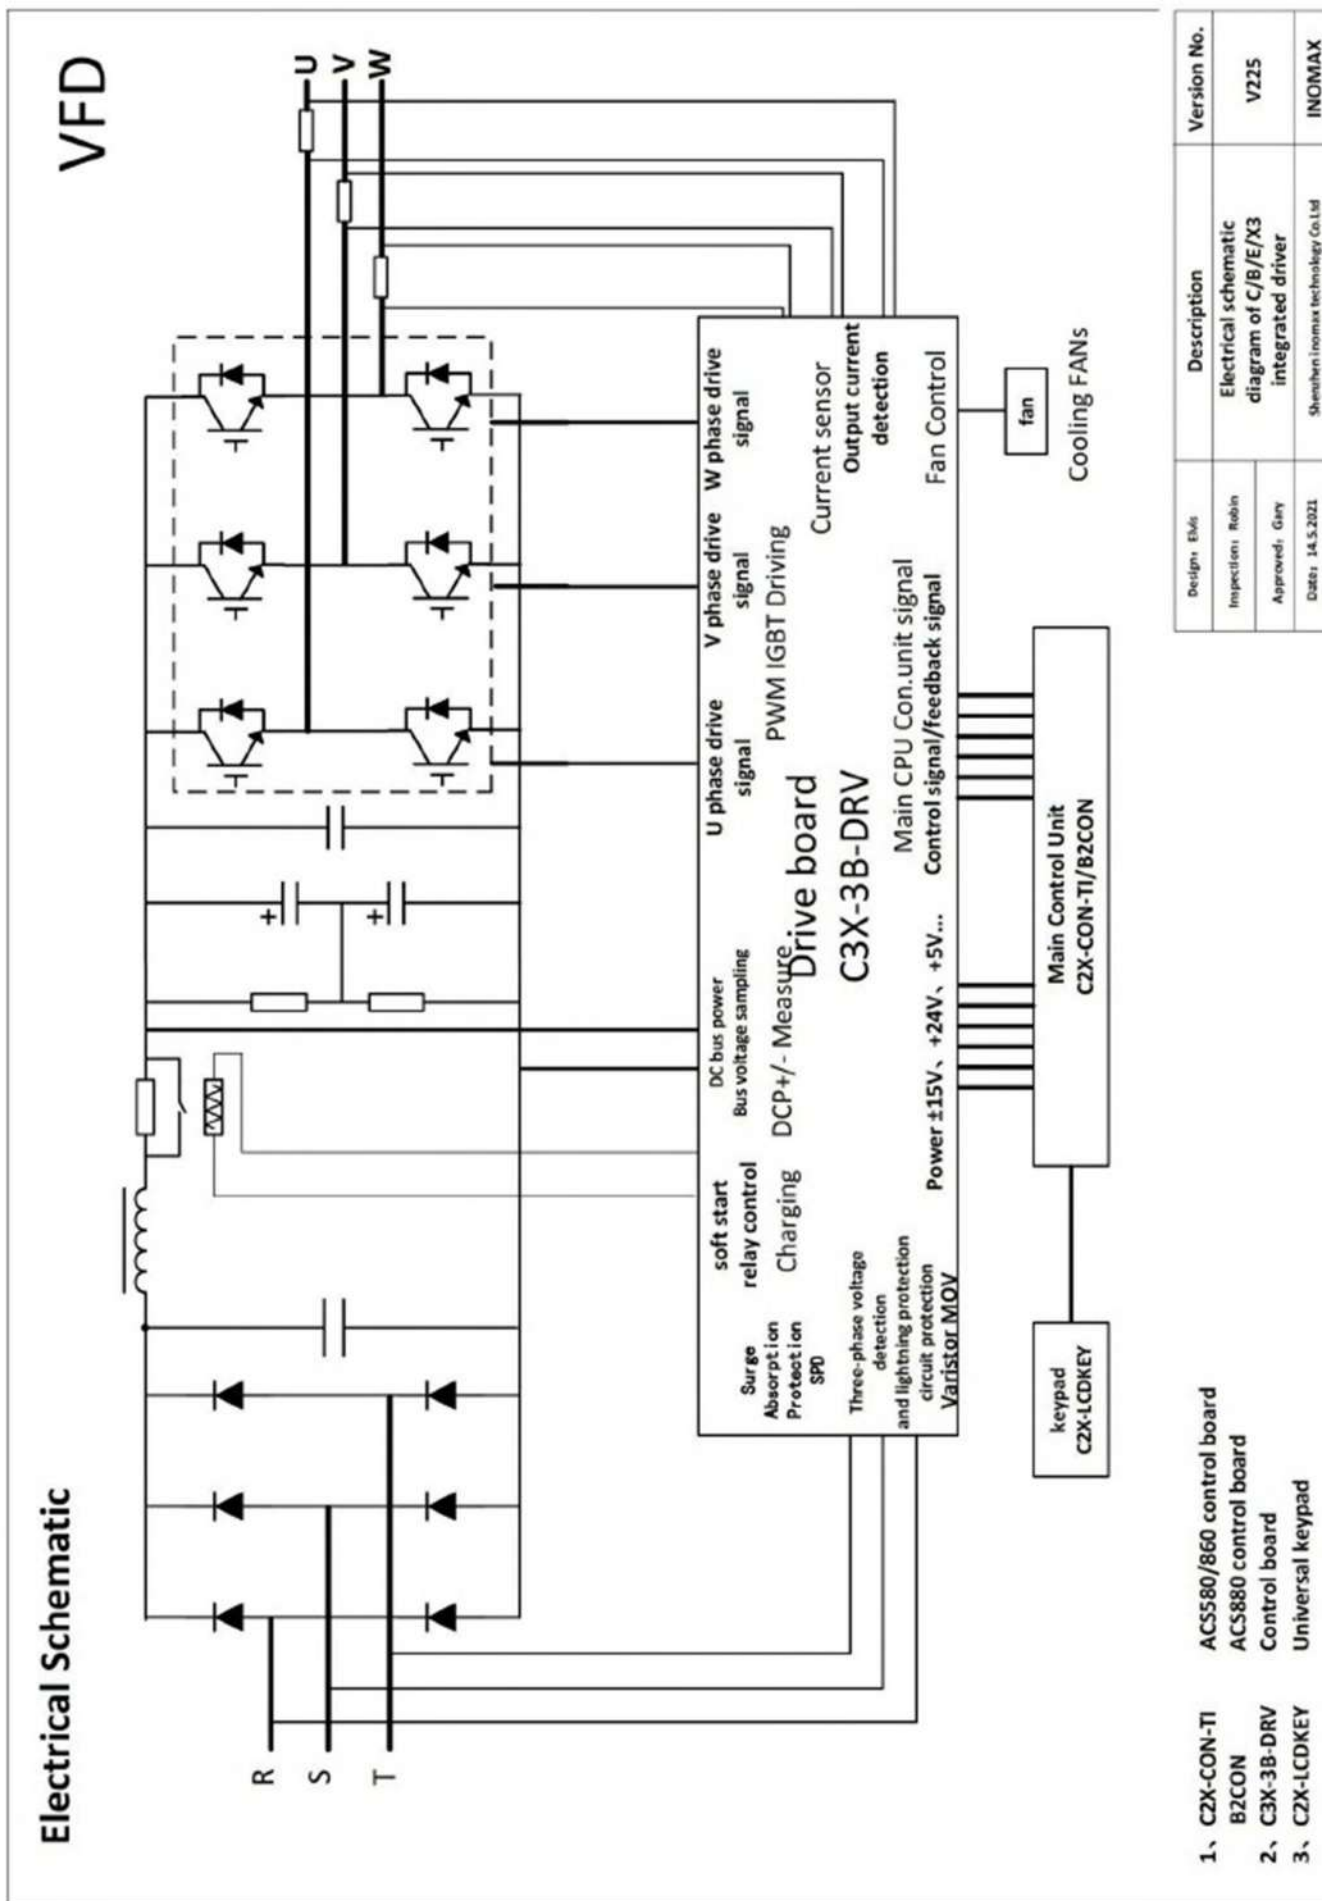 Electrical Schematic
VFD
R
S
T
U
V
W
+
+
soft start
relay control
Charging
DC bus power
Bus voltage sampling
DCP+/- Measure
U phase drive
signal
V phase drive
signal
W phase drive
signal
PWM IGBT Driving
Surge
Absorption
Protection
SPD
Three-phase voltage
detection
and lightning protection
circuit protection
Varistor MOV
Drive board
C3X-3B-DRV
Current sensor
Output current
detection
Main CPU Con.unit signal
Control signal/feedback signal
Power ±15V、+24V、+5V...
Fan Control
fan
Cooling FANs
keypad
C2X-LCDKEY
Main Control Unit
C2X-CON-TI/B2CON
1、 C2X-CON-TI ACS580/860 control board
B2CON ACS880 control board
2、 C3X-3B-DRV Control board
3、 C2X-LCDKEY Universal keypad
Design: Elvis Description Version No.
Inspection: Robin Electrical schematic
diagram of C/B/E/X3 V225
Approved: Gary integrated driver
Date: 14.5.2021 Shenzhen inomax technology Co.Ltd INOMAX